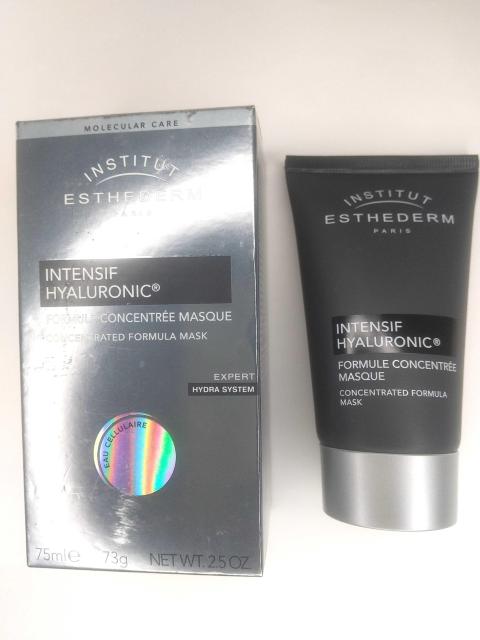 MOLECULAR CARE
INSTITUT
ESTHEDERM
PARIS
INTENSIF
HYALURONIC®
FORMULE CONCENTRÉE MASQUE
CONCENTRATED FORMULA MASK
EXPERT
HYDRA SYSTEM
EAU CELLULAIRE
75ml℮ 73g NET WT. 2.5 OZ
INSTITUT
ESTHEDERM
PARIS
INTENSIF
HYALURONIC®
FORMULE CONCENTRÉE
MASQUE
CONCENTRATED FORMULA
MASK